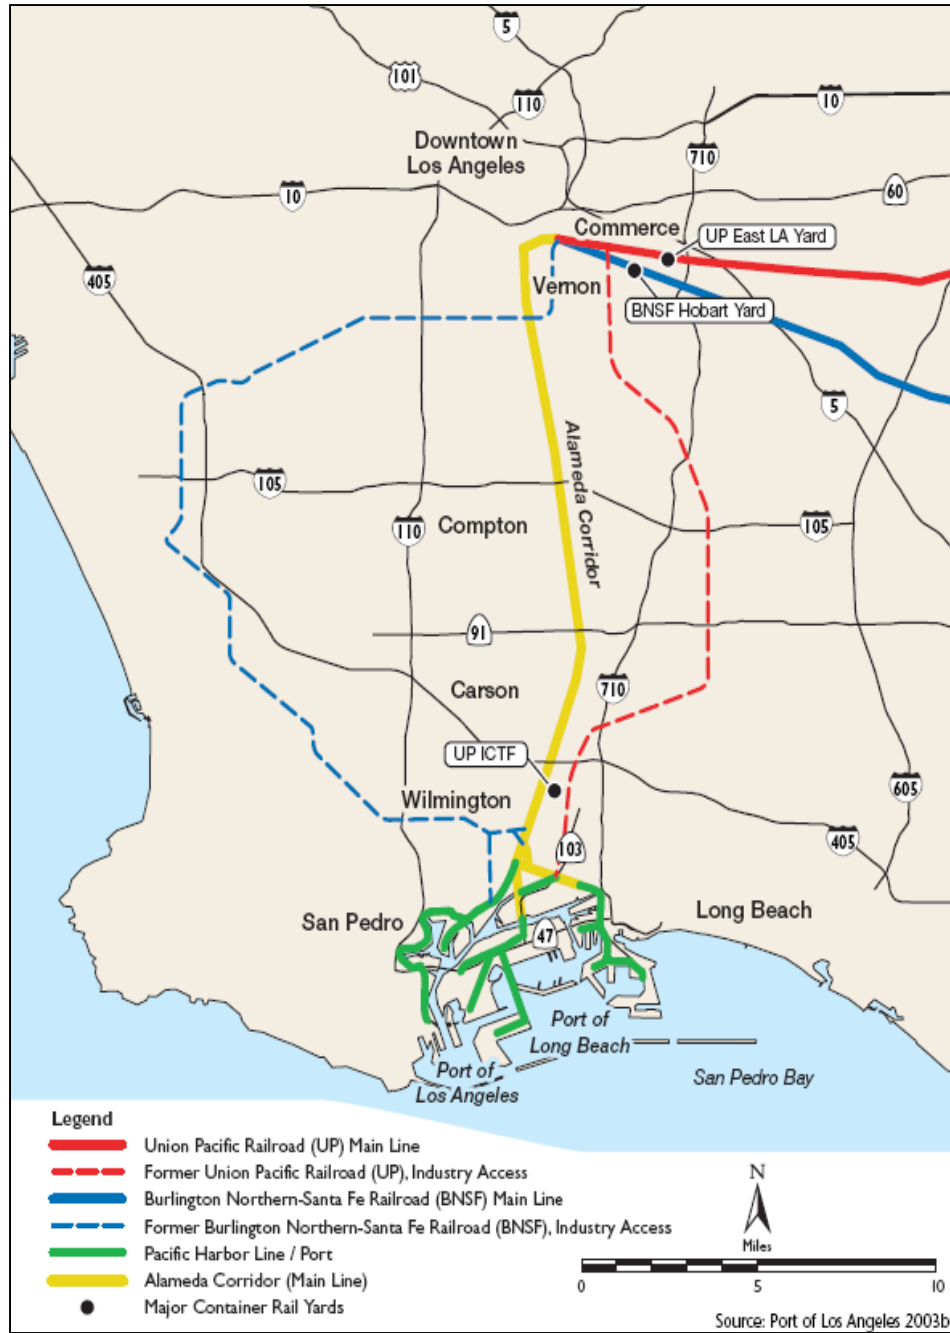 5
101
110
10
Downtown
Los Angeles
710
10
60
Commerce
UP East LA Yard
405
Vernon
BNSF Hobart Yard
5
Alameda Corridor
105
110
Compton
105
91
Carson
710
UP ICTF
605
Wilmington
405
103
San Pedro
Long Beach
47
Port of
Long Beach
Port of
Los Angeles
San Pedro Bay
Legend
Union Pacific Railroad (UP) Main Line
Former Union Pacific Railroad (UP), Industry Access
Burlington Northern-Santa Fe Railroad (BNSF) Main Line
Former Burlington Northern-Santa Fe Railroad (BNSF), Industry Access
Pacific Harbor Line / Port
Alameda Corridor (Main Line)
Major Container Rail Yards
N
Miles
0 5 10
Source: Port of Los Angeles 2003b